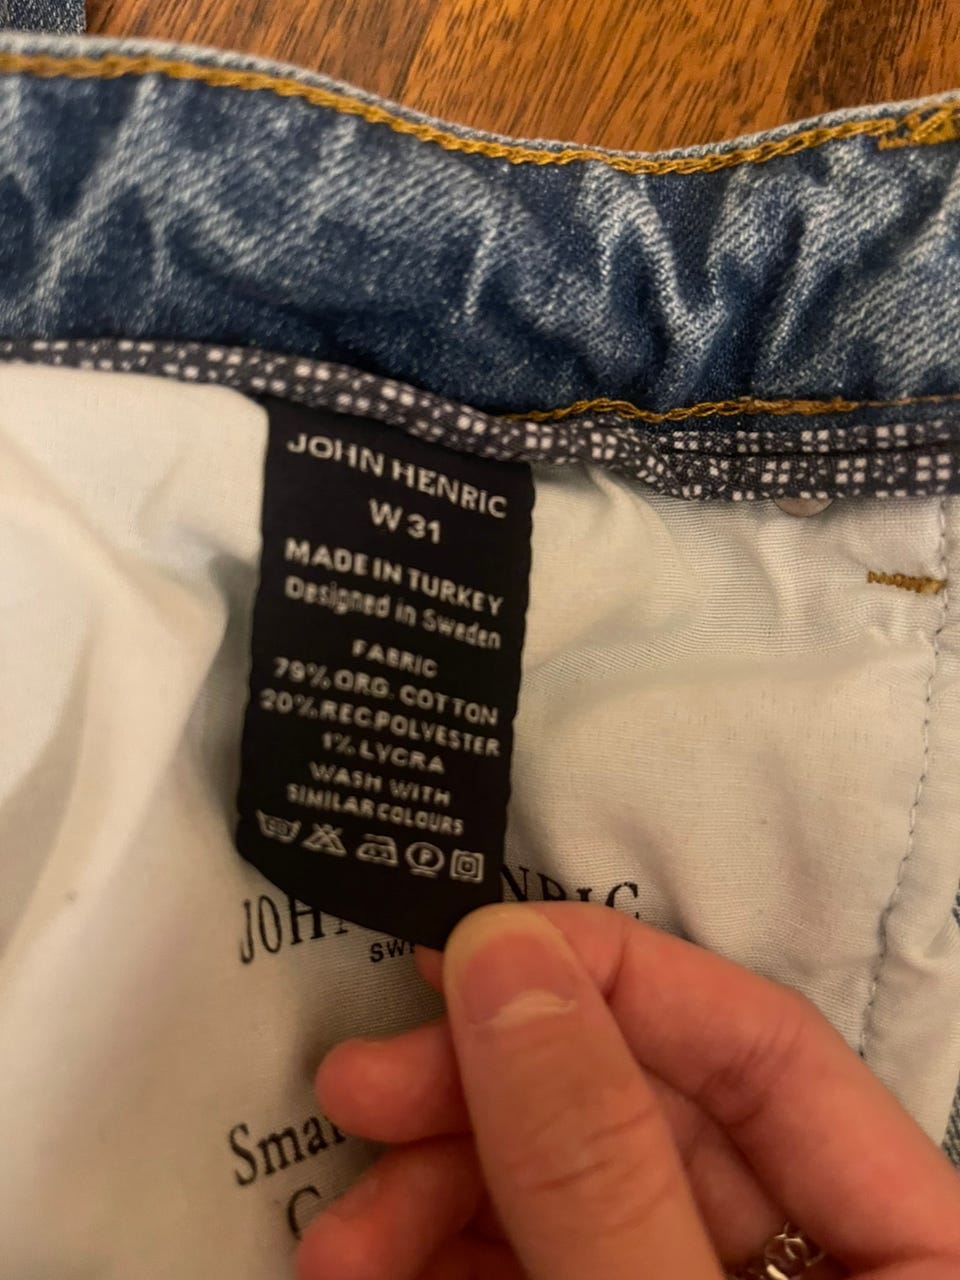 JOHN HENRIC
W 31
MADE IN TURKEY
Designed in Sweden
FABRIC
79% ORG. COTTON
20% REC.POLYESTER
1% LYCRA
WASH WITH
SIMILAR COLOURS
P